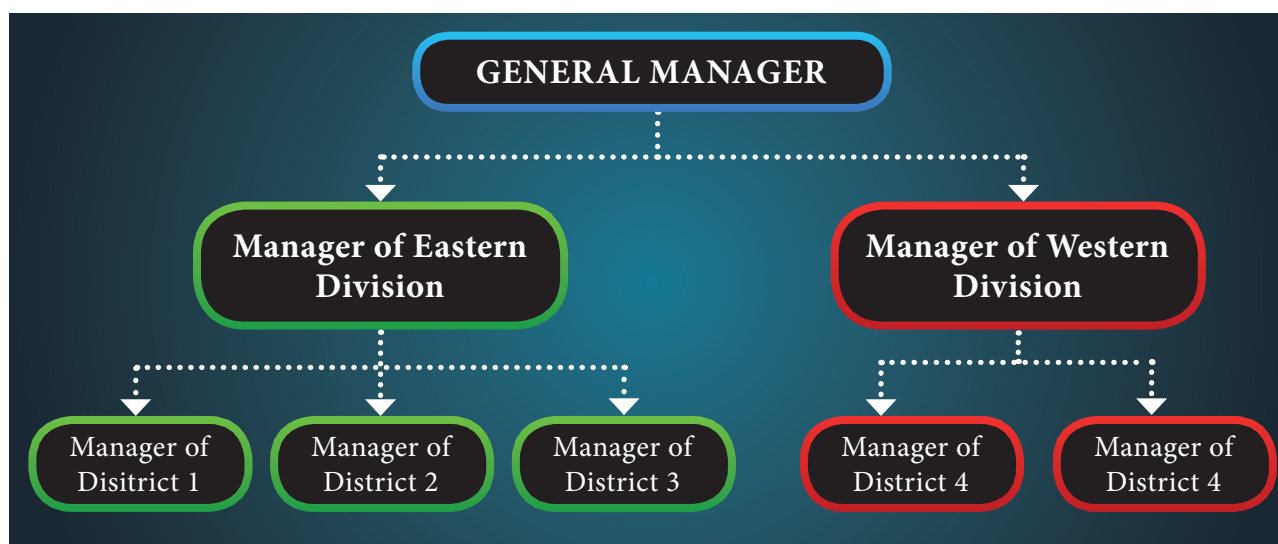 GENERAL MANAGER
Manager of Eastern
Division
Manager of Western
Division
Manager of
Disitrict 1
Manager of
District 2
Manager of
District 3
Manager of
District 4
Manager of
District 4